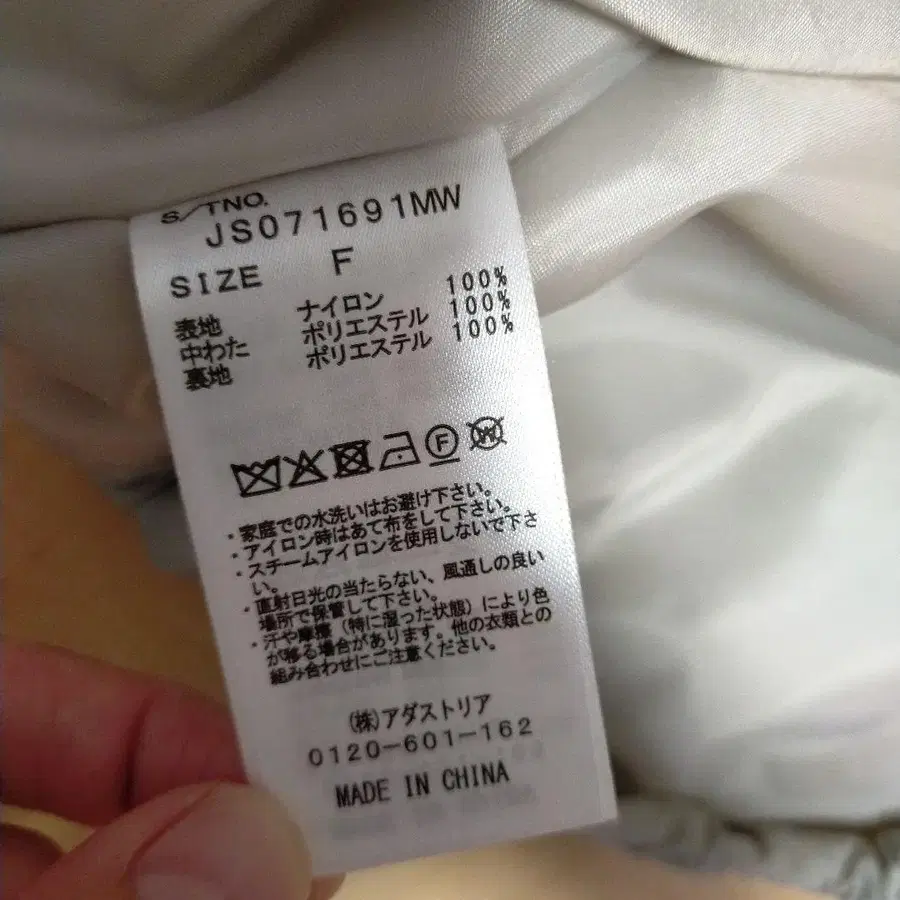 S/TNO.
JS071691MW
SIZE F
表地 ナイロン 100%
中わた ポリエステル 100%
裏地 ポリエステル 100%
F
W
・家庭での水洗いはお避け下さい。
・アイロン時はあて布をして下さい。
・スチームアイロンを使用しないで下さ
い。
・直射日光の当たらない、風通しの良い
場所で保管して下さい。
・汗や摩擦（特に湿った状態）により色
が移る場合があります。他の衣類との
組み合わせにご注意ください。
(株)アダストリア
0120-601-162
MADE IN CHINA